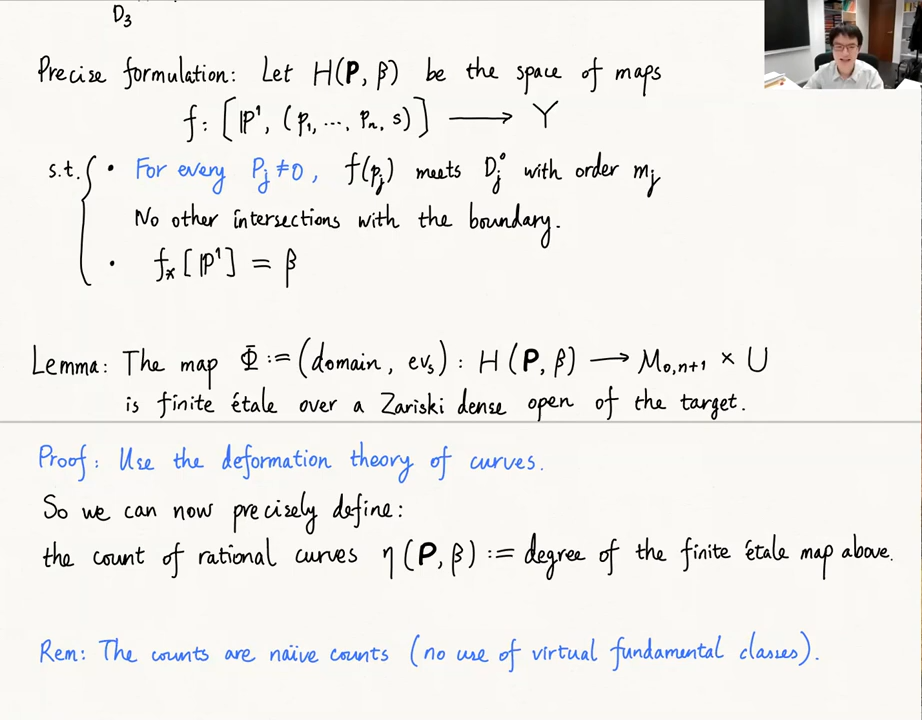 D₃
Precise formulation: Let H(𝐏, β) be the space of maps
f: [ℙ¹, (p₁, ..., pₙ, s)] ⟶ Y
s.t. { • For every Pⱼ ≠ 0, f(pⱼ) meets Dⱼ° with order mⱼ
No other intersections with the boundary.
• f_*[ℙ¹] = β
Lemma: The map Φ := (domain, evₛ) : H(𝐏, β) ⟶ M₀,ₙ₊₁ × U
is finite étale over a Zariski dense open of the target.
Proof: Use the deformation theory of curves.
So we can now precisely define:
the count of rational curves η(𝐏, β) := degree of the finite étale map above.
Rem: The counts are naïve counts (no use of virtual fundamental classes).